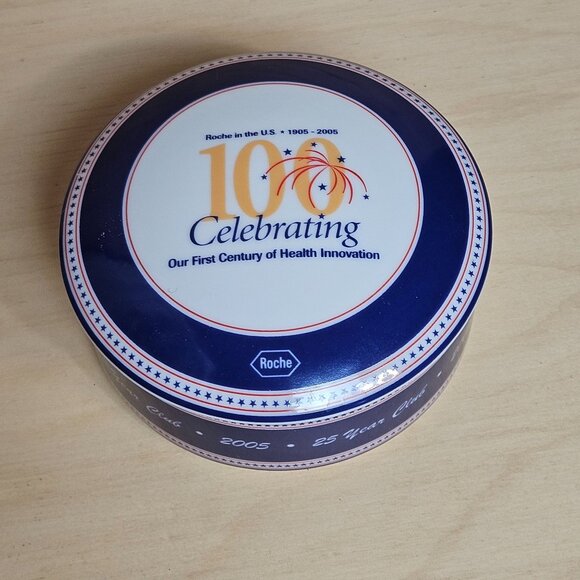 Roche in the U.S. * 1905 - 2005
100
Celebrating
Our First Century of Health Innovation
Roche
Year Club • 2005 • 25 Year Club •